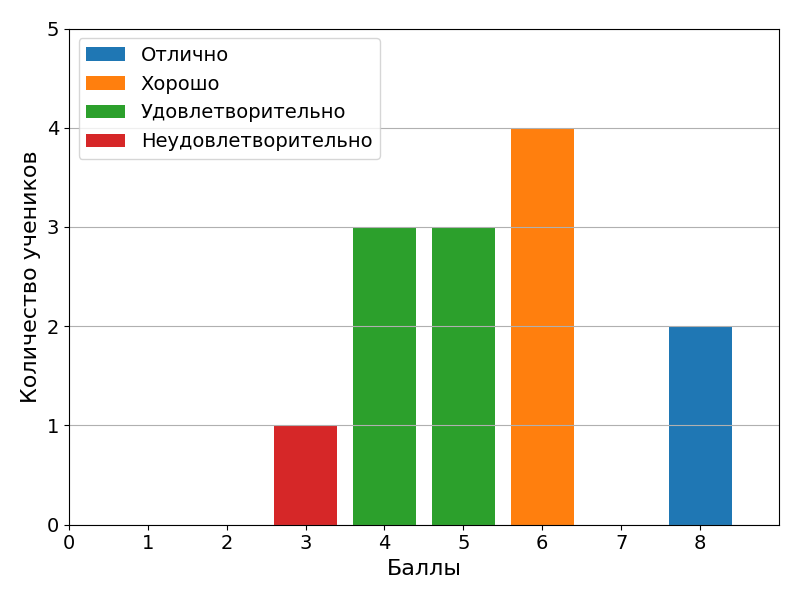 Отлично
Хорошо
Удовлетворительно
Неудовлетворительно
Количество учеников
5
4
3
2
1
0
0 1 2 3 4 5 6 7 8
Баллы